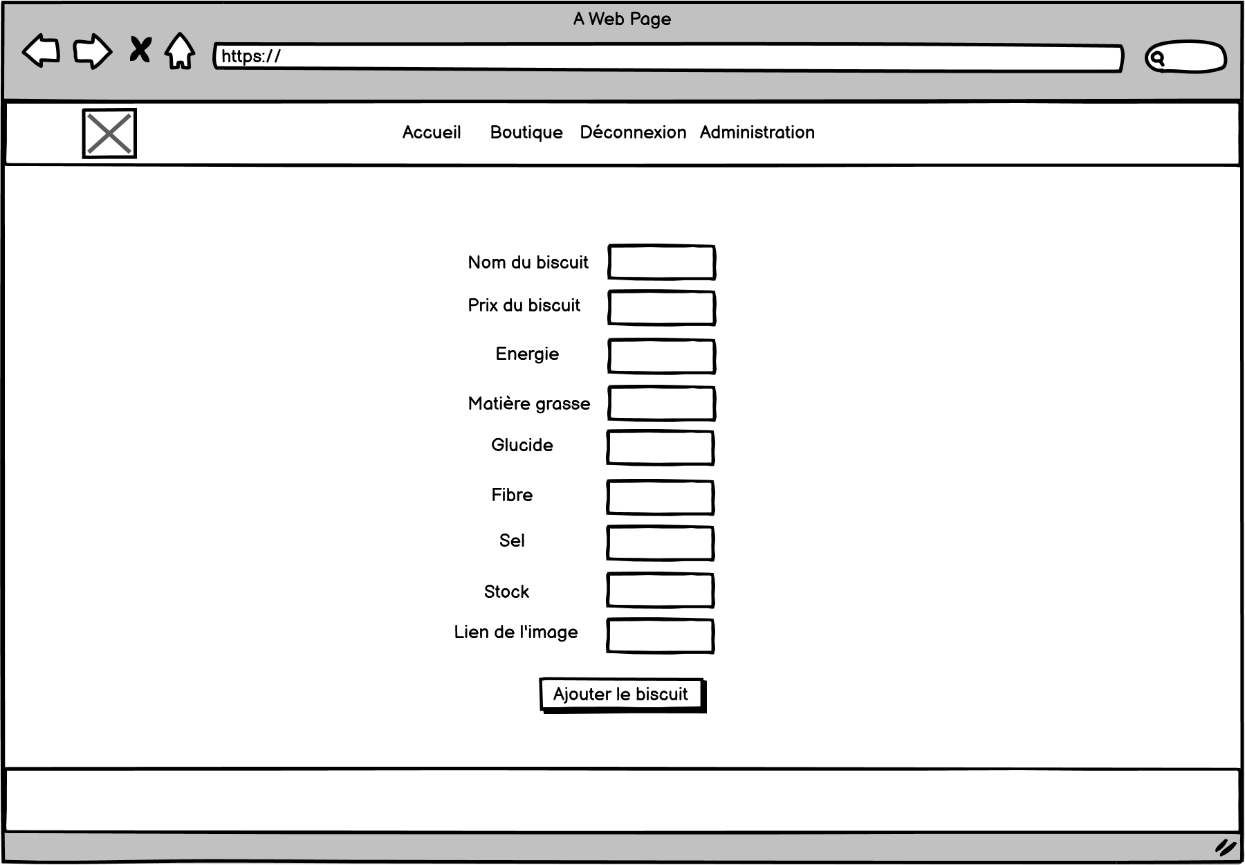 A Web Page
https://
Accueil Boutique Déconnexion Administration
Nom du biscuit
Prix du biscuit
Energie
Matière grasse
Glucide
Fibre
Sel
Stock
Lien de l'image
Ajouter le biscuit